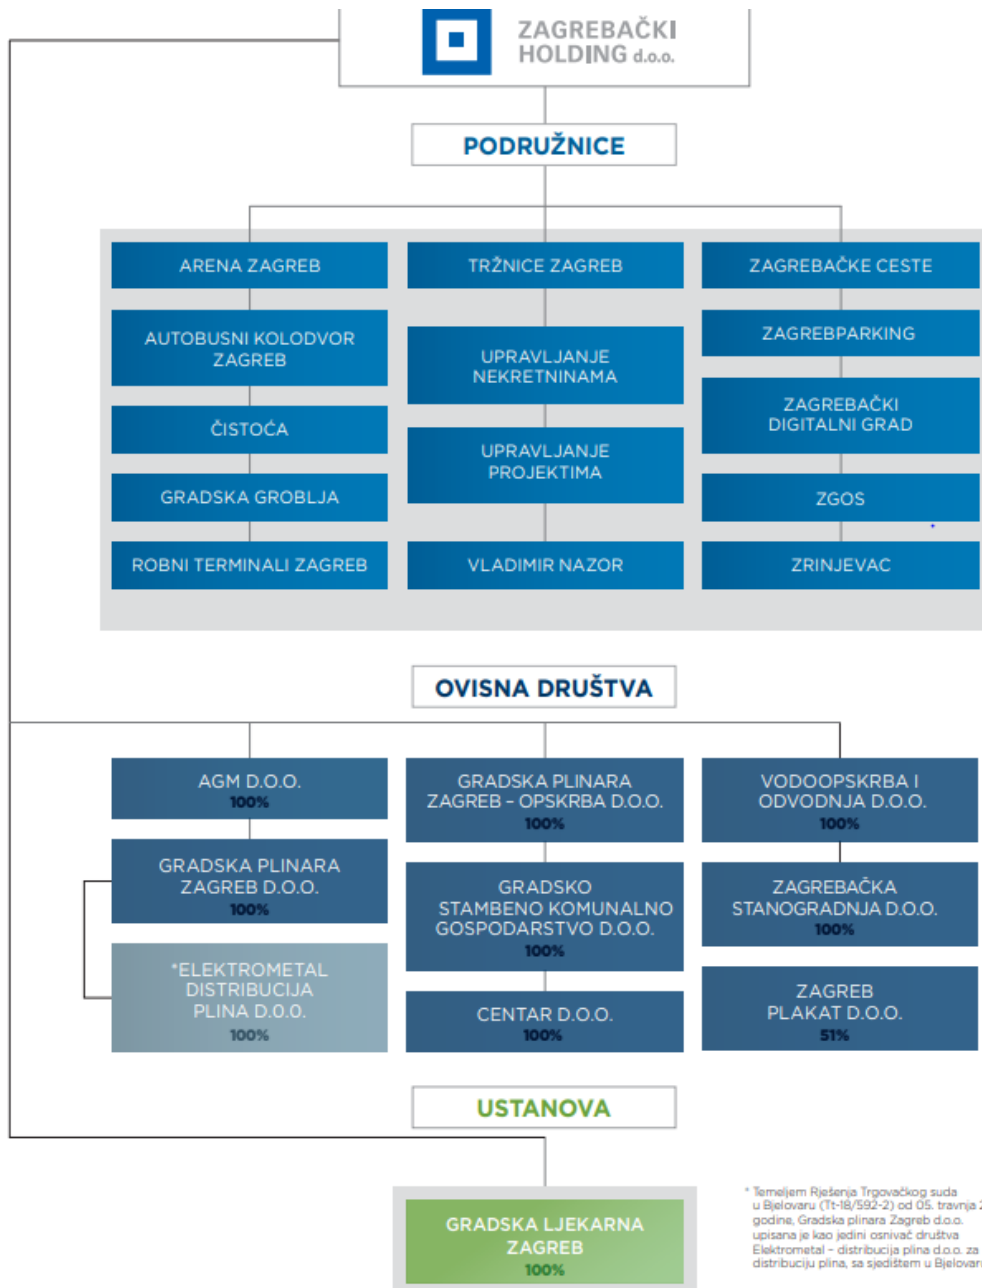 ZAGREBAČKI
HOLDING d.o.o.
PODRUŽNICE
ARENA ZAGREB
AUTOBUSNI KOLODVOR
ZAGREB
ČISTOĆA
GRADSKA GROBLJA
ROBNI TERMINALI ZAGREB
TRŽNICE ZAGREB
UPRAVLJANJE
NEKRETNINAMA
UPRAVLJANJE
PROJEKTIMA
VLADIMIR NAZOR
ZAGREBAČKE CESTE
ZAGREBPARKING
ZAGREBAČKI
DIGITALNI GRAD
ZGOS
ZRINJEVAC
OVISNA DRUŠTVA
AGM D.O.O.
100%
GRADSKA PLINARA
ZAGREB D.O.O.
100%
*ELEKTROMETAL
DISTRIBUCIJA
PLINA D.O.O.
100%
GRADSKA PLINARA
ZAGREB – OPSKRBA D.O.O.
100%
GRADSKO
STAMBENO KOMUNALNO
GOSPODARSTVO D.O.O.
100%
CENTAR D.O.O.
100%
VODOOPSKRBA I
ODVODNJA D.O.O.
100%
ZAGREBAČKA
STANOGRADNJA D.O.O.
100%
ZAGREB
PLAKAT D.O.O.
51%
USTANOVA
GRADSKA LJEKARNA
ZAGREB
100%
* Temeljem Rješenja Trgovačkog suda
u Bjelovaru (Tt-18/592-2) od 05. travnja 2
godine, Gradska plinara Zagreb d.o.o.
upisana je kao jedini osnivač društva
Elektrometal – distribucija plina d.o.o. za
distribuciju plina, sa sjedištem u Bjelovar